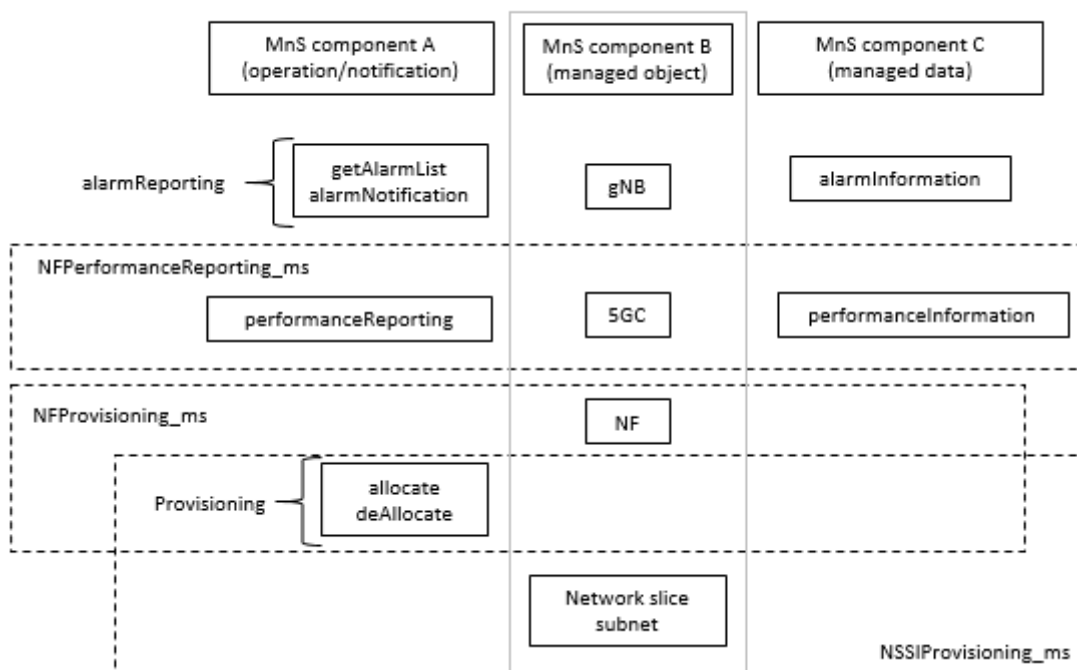 MnS component A
(operation/notification)
MnS component B
(managed object)
MnS component C
(managed data)
alarmReporting
getAlarmList
alarmNotification
gNB
alarmInformation
NFPerformanceReporting_ms
performanceReporting
5GC
performanceInformation
NFProvisioning_ms
NF
Provisioning
allocate
deAllocate
Network slice
subnet
NSSIProvisioning_ms